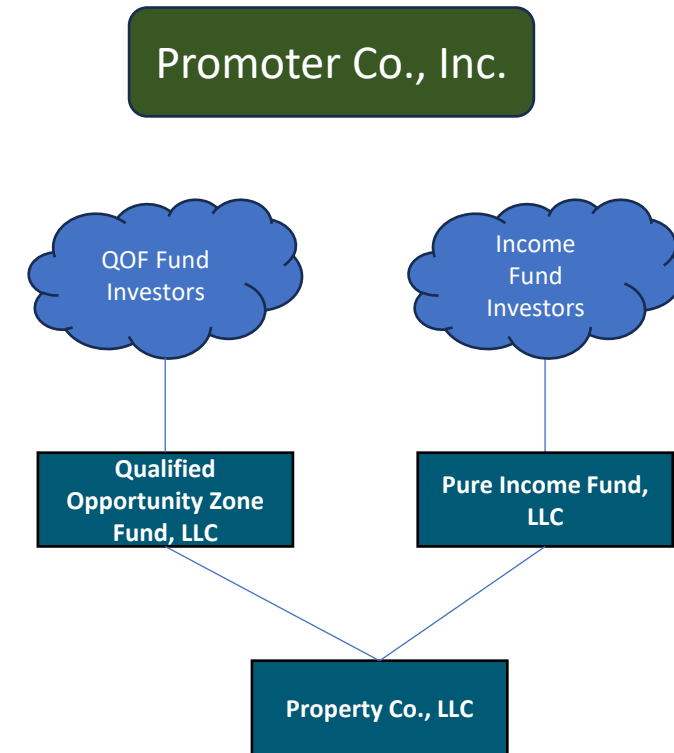 Promoter Co., Inc.
QOF Fund
Investors
Income
Fund
Investors
Qualified
Opportunity Zone
Fund, LLC
Pure Income Fund,
LLC
Property Co., LLC